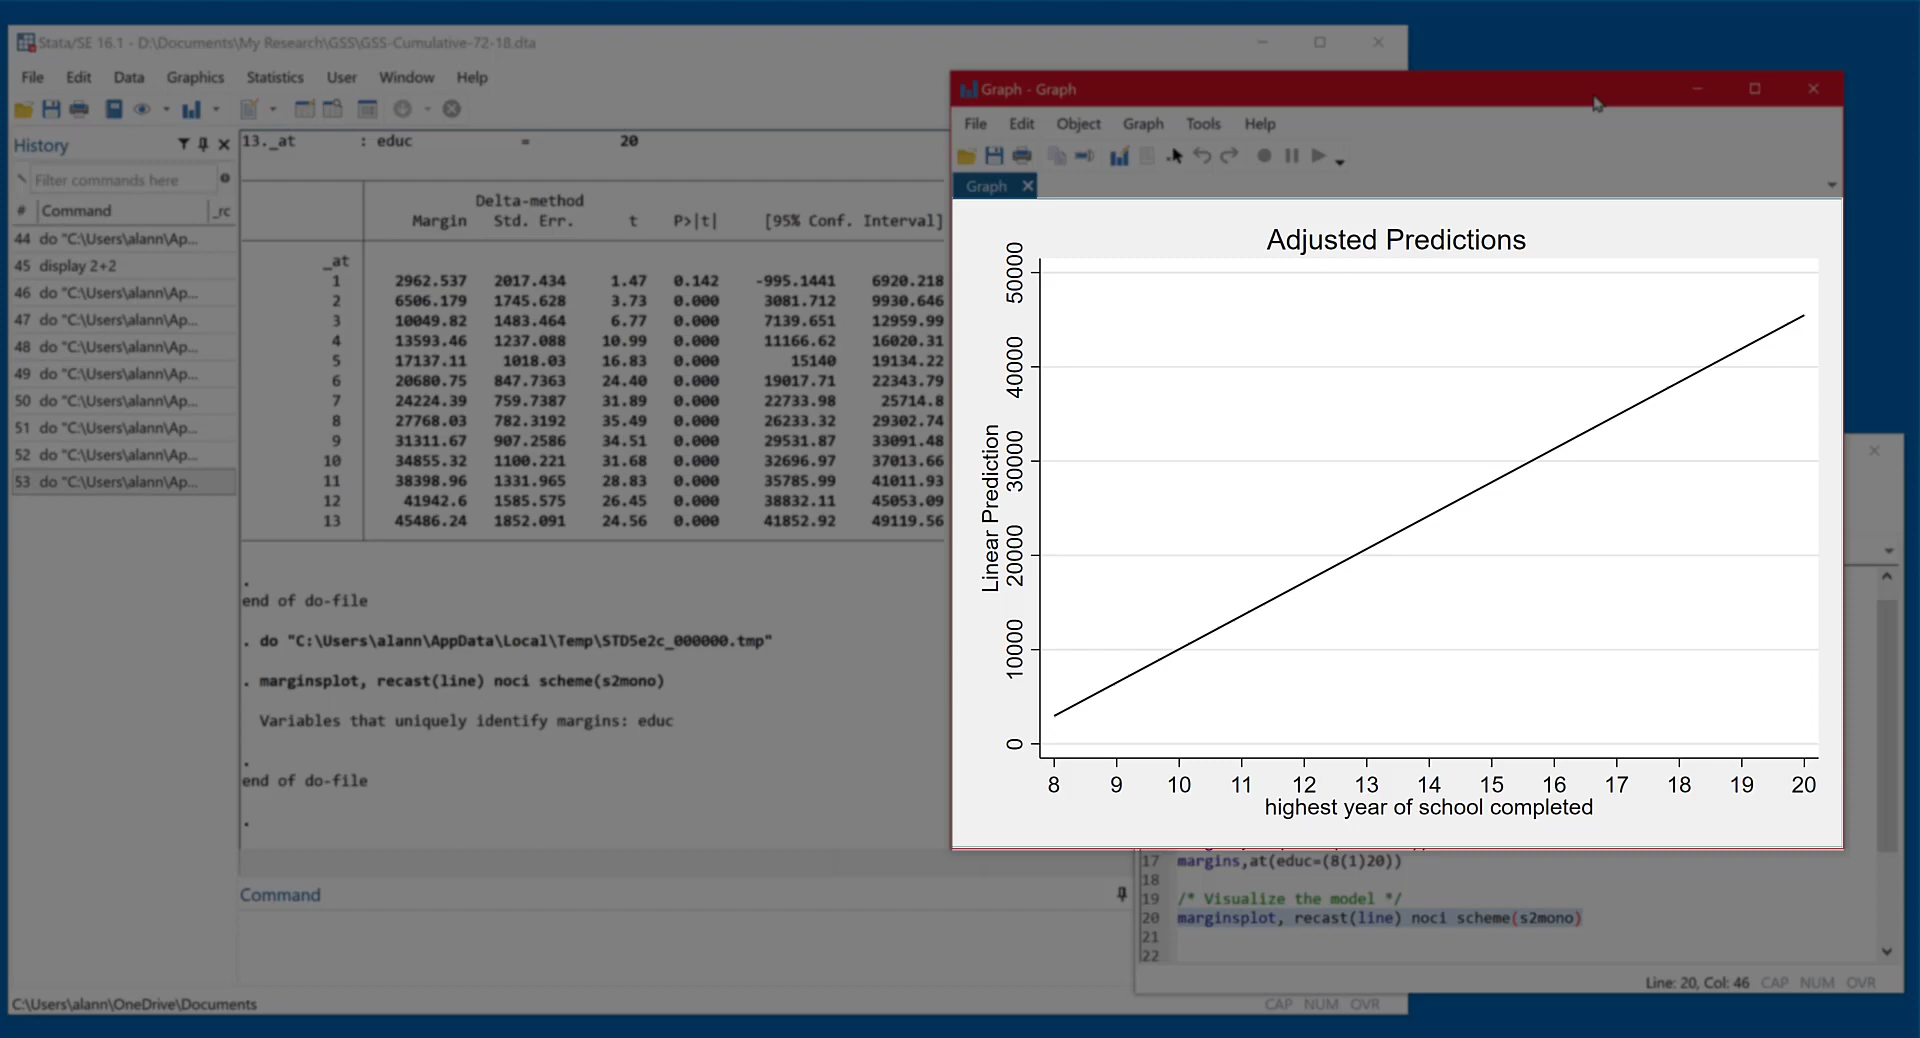 Stata/SE 16.1 - D:\Documents\My Research\GSS\GSS-Cumulative-72-18.dta
File Edit Data Graphics Statistics User Window Help
History
Filter commands here
# Command _rc
44 do "C:\Users\alann\Ap...
45 display 2+2
46 do "C:\Users\alann\Ap...
47 do "C:\Users\alann\Ap...
48 do "C:\Users\alann\Ap...
49 do "C:\Users\alann\Ap...
50 do "C:\Users\alann\Ap...
51 do "C:\Users\alann\Ap...
52 do "C:\Users\alann\Ap...
53 do "C:\Users\alann\Ap...
13._at : educ = 20
Delta-method
Margin Std. Err. t P>|t| [95% Conf. Interval]
_at
1 2962.537 2017.434 1.47 0.142 -995.1441 6920.218
2 6506.179 1745.628 3.73 0.000 3081.712 9930.646
3 10049.82 1483.464 6.77 0.000 7139.651 12959.99
4 13593.46 1237.088 10.99 0.000 11166.62 16020.31
5 17137.11 1018.03 16.83 0.000 15140 19134.22
6 20680.75 847.7363 24.40 0.000 19017.71 22343.79
7 24224.39 759.7387 31.89 0.000 22733.98 25714.8
8 27768.03 782.3192 35.49 0.000 26233.32 29302.74
9 31311.67 907.2586 34.51 0.000 29531.87 33091.48
10 34855.32 1100.221 31.68 0.000 32696.97 37013.66
11 38398.96 1331.965 28.83 0.000 35785.99 41011.93
12 41942.6 1585.575 26.45 0.000 38832.11 45053.09
13 45486.24 1852.091 24.56 0.000 41852.92 49119.56
.
end of do-file
. do "C:\Users\alann\AppData\Local\Temp\STD5e2c_000000.tmp"
. marginsplot, recast(line) noci scheme(s2mono)
Variables that uniquely identify margins: educ
.
end of do-file
.
Command
C:\Users\alann\OneDrive\Documents
CAP NUM OVR
Graph - Graph
File Edit Object Graph Tools Help
Graph
Adjusted Predictions
Linear Prediction
50000
40000
30000
20000
10000
0
8 9 10 11 12 13 14 15 16 17 18 19 20
highest year of school completed
17 margins,at(educ=(8(1)20))
18
19 /* Visualize the model */
20 marginsplot, recast(line) noci scheme(s2mono)
21
22
Line: 20, Col: 46 CAP NUM OVR